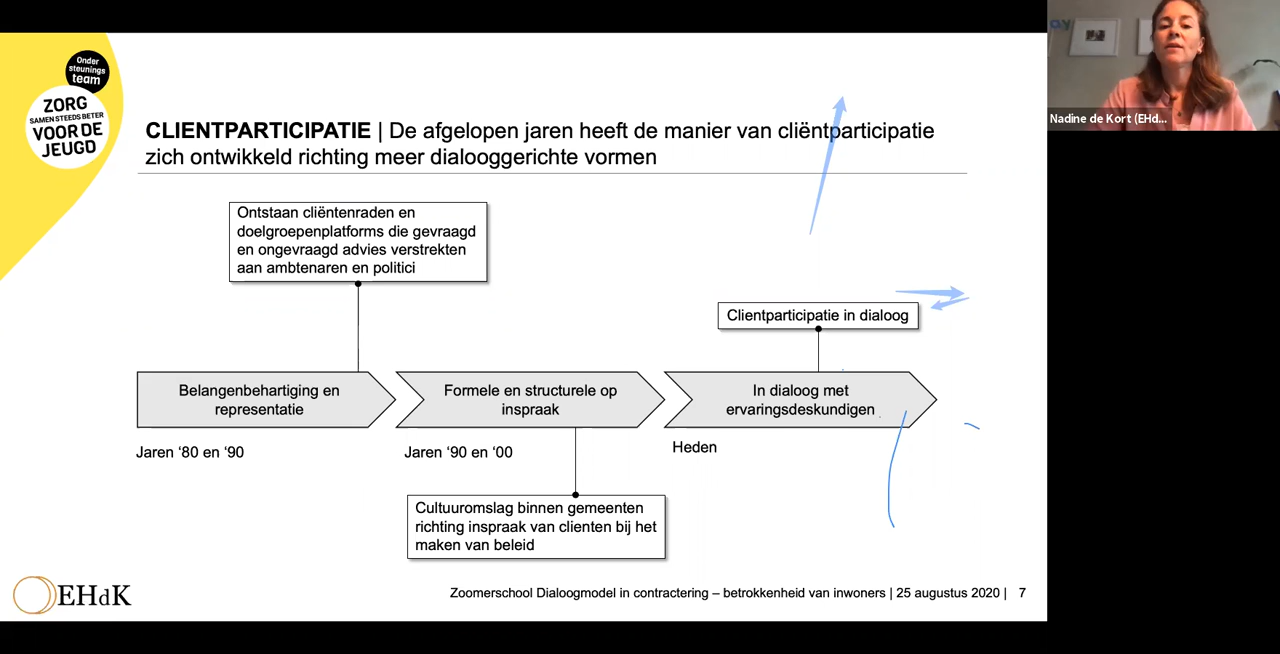 Onder
steunings
team
ZORG
SAMEN STEEDS BETER
VOOR DE
JEUGD
CLIENTPARTICIPATIE | De afgelopen jaren heeft de manier van cliëntparticipatie
zich ontwikkeld richting meer dialooggerichte vormen
Nadine de Kort (EHd...
Ontstaan cliëntenraden en
doelgroepenplatforms die gevraagd
en ongevraagd advies verstrekten
aan ambtenaren en politici
Clientparticipatie in dialoog
Belangenbehartiging en
representatie
Formele en structurele op
inspraak
In dialoog met
ervaringsdeskundigen
Jaren ‘80 en ‘90
Jaren ‘90 en ‘00
Heden
Cultuuromslag binnen gemeenten
richting inspraak van clienten bij het
maken van beleid
EHdK
Zoomerschool Dialoogmodel in contractering – betrokkenheid van inwoners | 25 augustus 2020 | 7